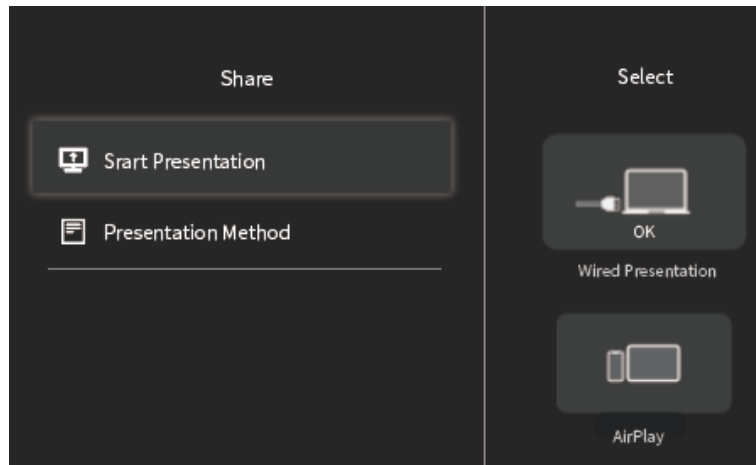 Share
Srart Presentation
Presentation Method
Select
OK
Wired Presentation
AirPlay